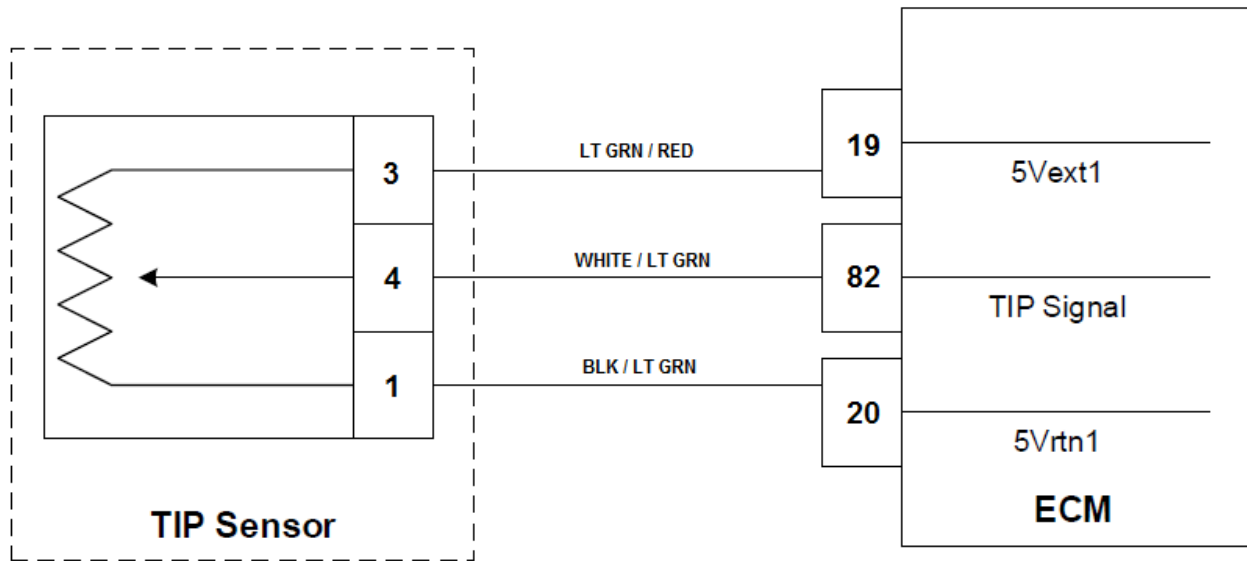 3
LT GRN / RED
19
5Vext1
4
WHITE / LT GRN
82
TIP Signal
1
BLK / LT GRN
20
5Vrtn1
TIP Sensor
ECM